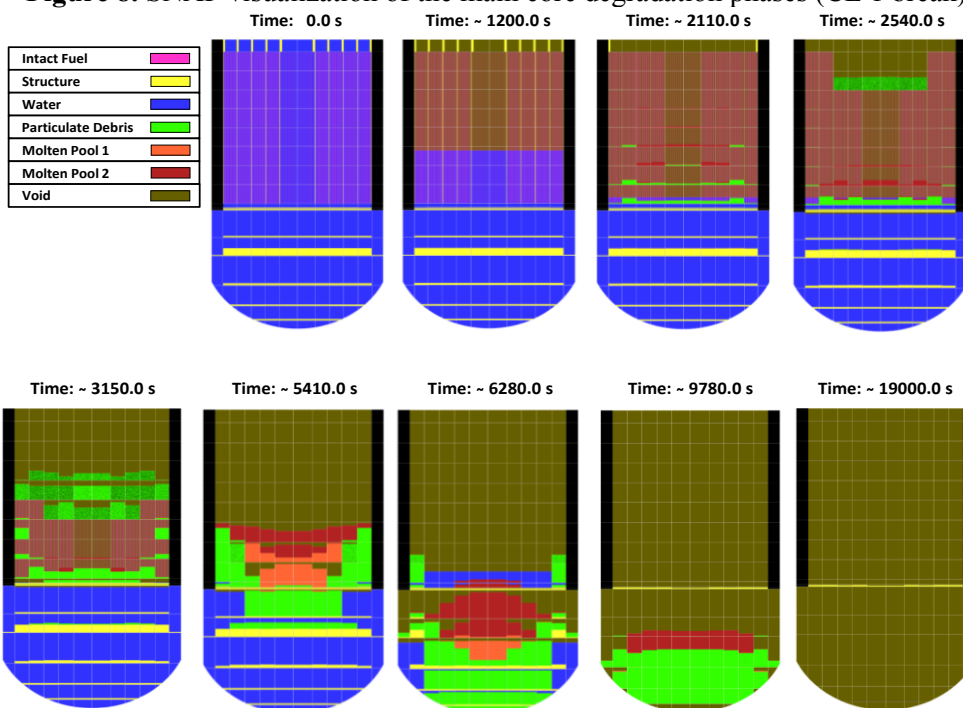 Time: 0.0 s
Time: ~ 1200.0 s
Time: ~ 2110.0 s
Time: ~ 2540.0 s
Intact Fuel
Structure
Water
Particulate Debris
Molten Pool 1
Molten Pool 2
Void
Time: ~ 3150.0 s
Time: ~ 5410.0 s
Time: ~ 6280.0 s
Time: ~ 9780.0 s
Time: ~ 19000.0 s